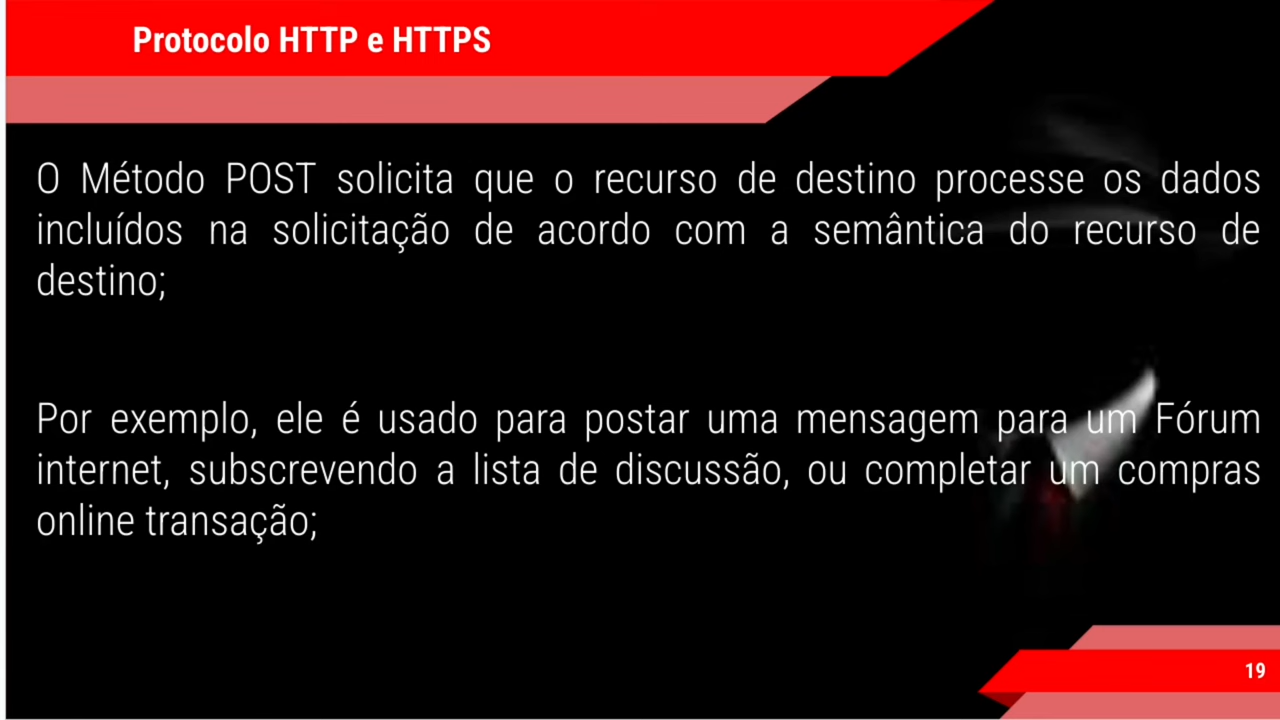 Protocolo HTTP e HTTPS
O Método POST solicita que o recurso de destino processe os dados
incluídos na solicitação de acordo com a semântica do recurso de
destino;
Por exemplo, ele é usado para postar uma mensagem para um Fórum
internet, subscrevendo a lista de discussão, ou completar um compras
online transação;
19